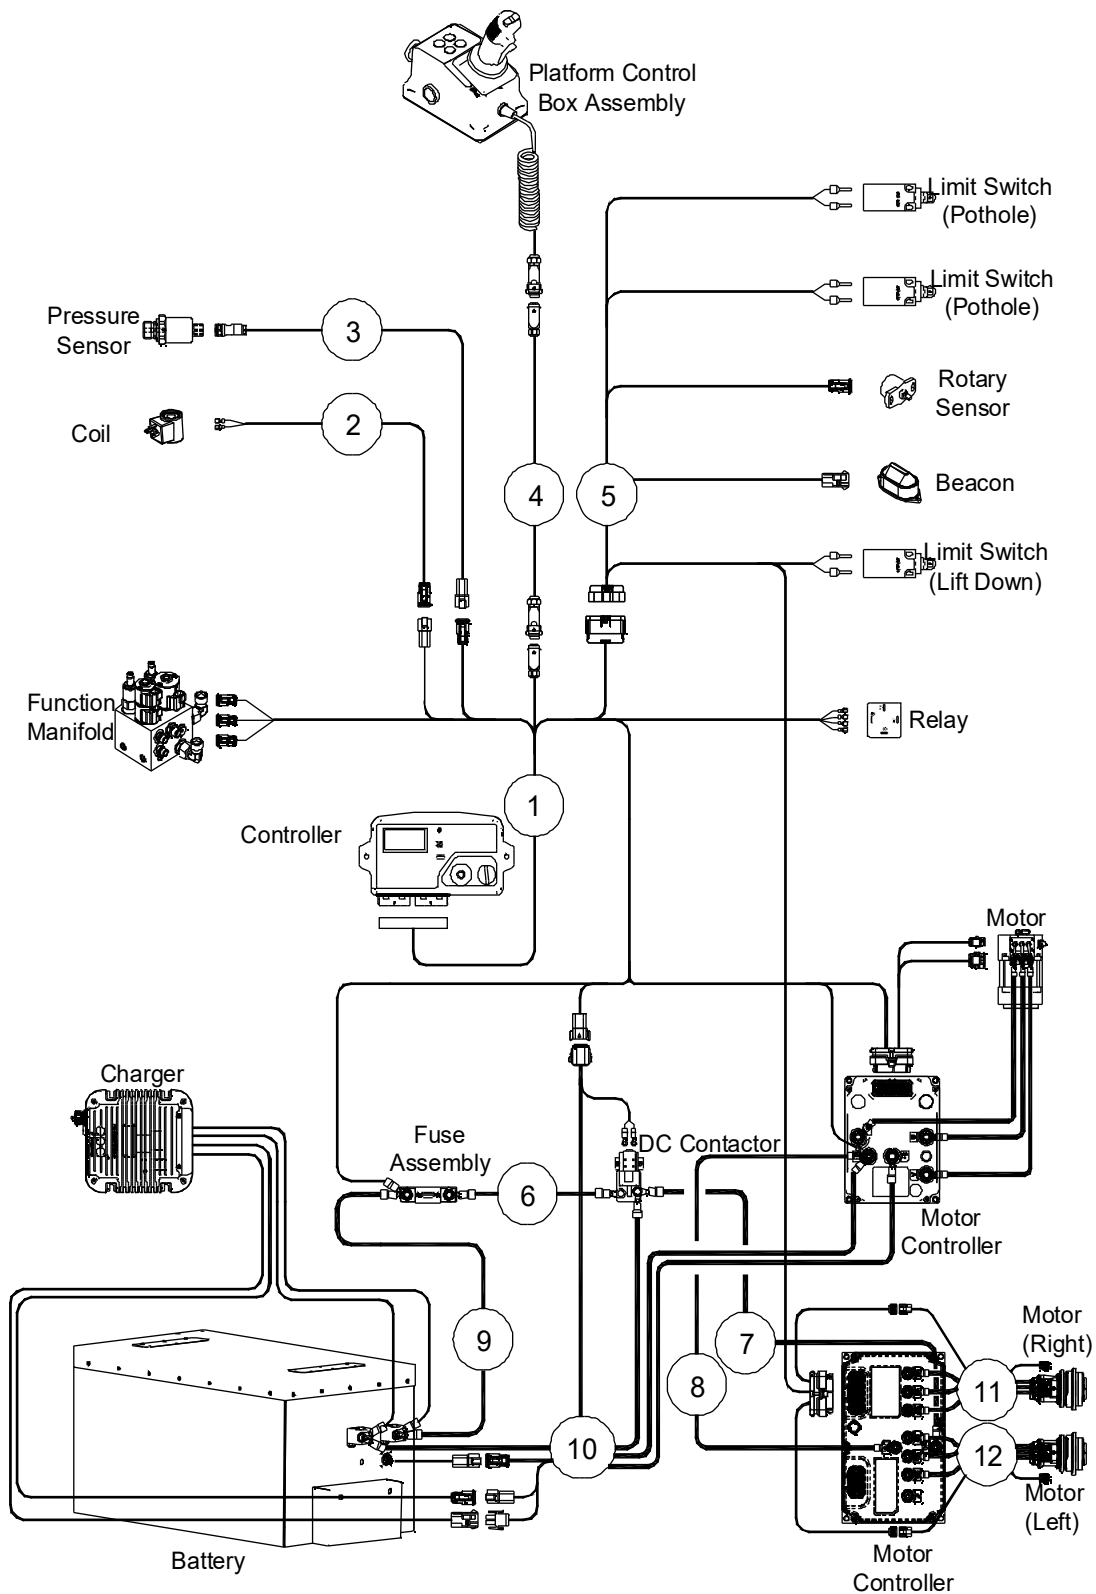 Platform Control
Box Assembly
Limit Switch
(Pothole)
Limit Switch
(Pothole)
Pressure
Sensor
3
Rotary
Sensor
Coil
2
4
5
Beacon
Limit Switch
(Lift Down)
Function
Manifold
Relay
1
Controller
Motor
Charger
Fuse
Assembly
DC Contactor
6
Motor
Controller
9
7
8
Motor
(Right)
11
10
12
Motor
(Left)
Battery
Motor
Controller